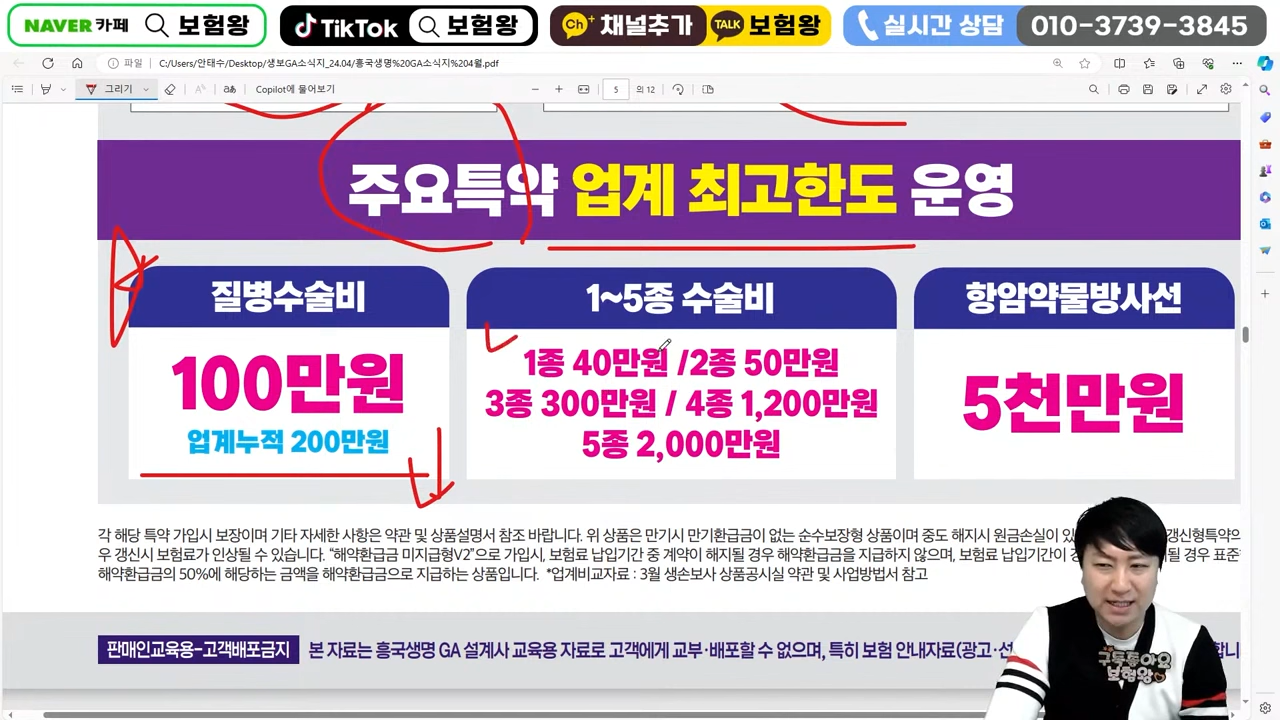 NAVER 카페 보험왕
TikTok 보험왕
Ch+ 채널추가 TALK 보험왕
실시간 상담 010-3739-3845
파일 C:/Users/안태수/Desktop/생보GA소식지_24.04/흥국생명%20GA소식지%204월.pdf
그리기 Copilot에 물어보기 5 의 12
주요특약 업계 최고한도 운영
질병수술비
100만원
업계누적 200만원
1~5종 수술비
1종 40만원 /2종 50만원
3종 300만원 / 4종 1,200만원
5종 2,000만원
항암약물방사선
5천만원
각 해당 특약 가입시 보장이며 기타 자세한 사항은 약관 및 상품설명서 참조 바랍니다. 위 상품은 만기시 만기환급금이 없는 순수보장형 상품이며 중도 해지시 원금손실이 있 갱신형특약의
우 갱신시 보험료가 인상될 수 있습니다. “해약환급금 미지급형V2”으로 가입시, 보험료 납입기간 중 계약이 해지될 경우 해약환급금을 지급하지 않으며, 보험료 납입기간이 될 경우 표준
해약환급금의 50%에 해당하는 금액을 해약환급금으로 지급하는 상품입니다. *업계비교자료 : 3월 생손보사 상품공시실 약관 및 사업방법서 참고
판매인교육용-고객배포금지 본 자료는 흥국생명 GA 설계사 교육용 자료로 고객에게 교부·배포할 수 없으며, 특히 보험 안내자료(광고·선
구독좋아요
보험왕